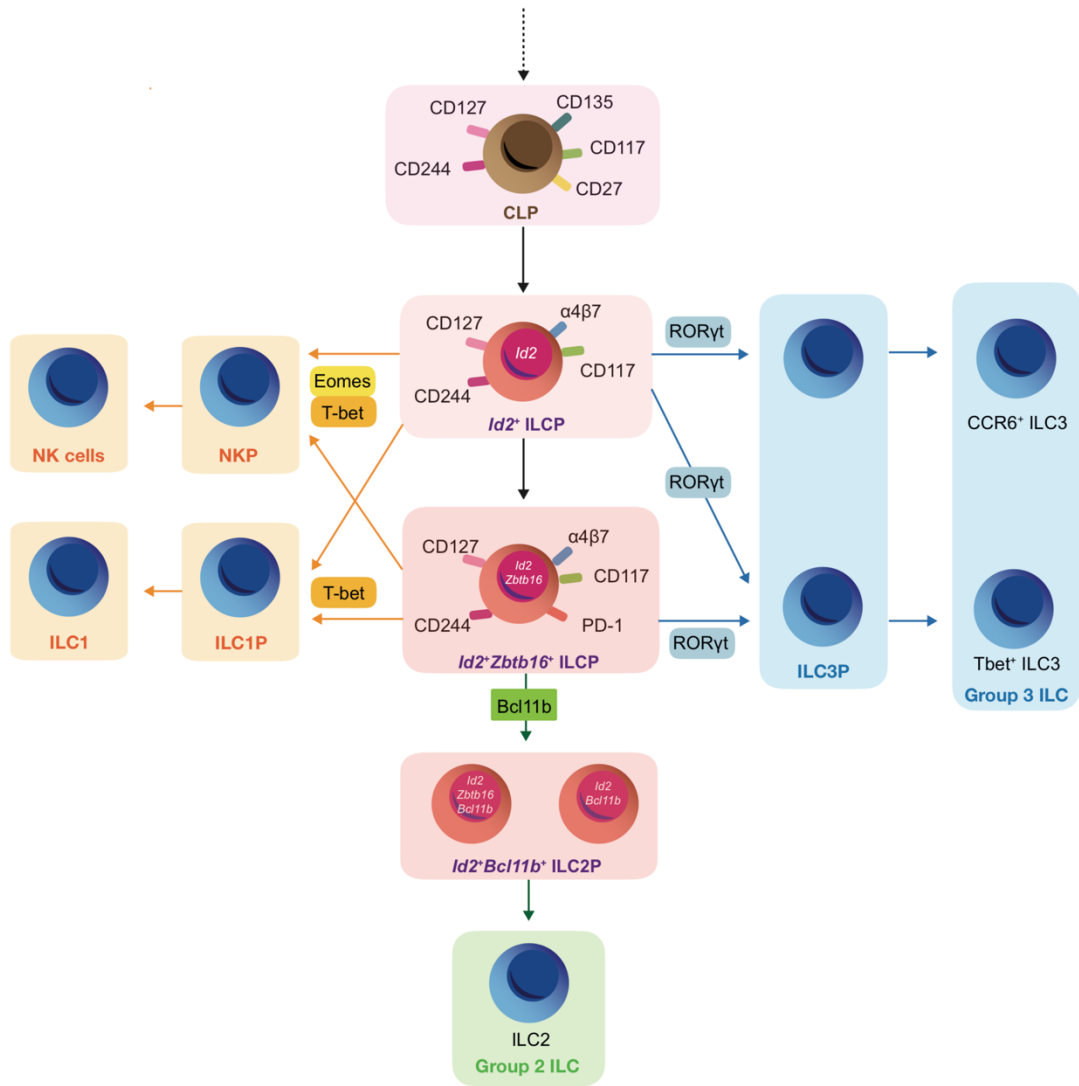 CD127
CD135
CD117
CD244
CD27
CLP
CD127
α4β7
Id2
CD117
CD244
Id2⁺ ILCP
RORγt
Eomes
T-bet
NK cells
NKP
CCR6⁺ ILC3
RORγt
CD127
α4β7
Id2
Zbtb16
CD117
CD244
PD-1
Id2⁺Zbtb16⁺ ILCP
T-bet
ILC1
ILC1P
RORγt
ILC3P
Tbet⁺ ILC3
Group 3 ILC
Bcl11b
Id2
Zbtb16
Bcl11b
Id2
Bcl11b
Id2⁺Bcl11b⁺ ILC2P
ILC2
Group 2 ILC